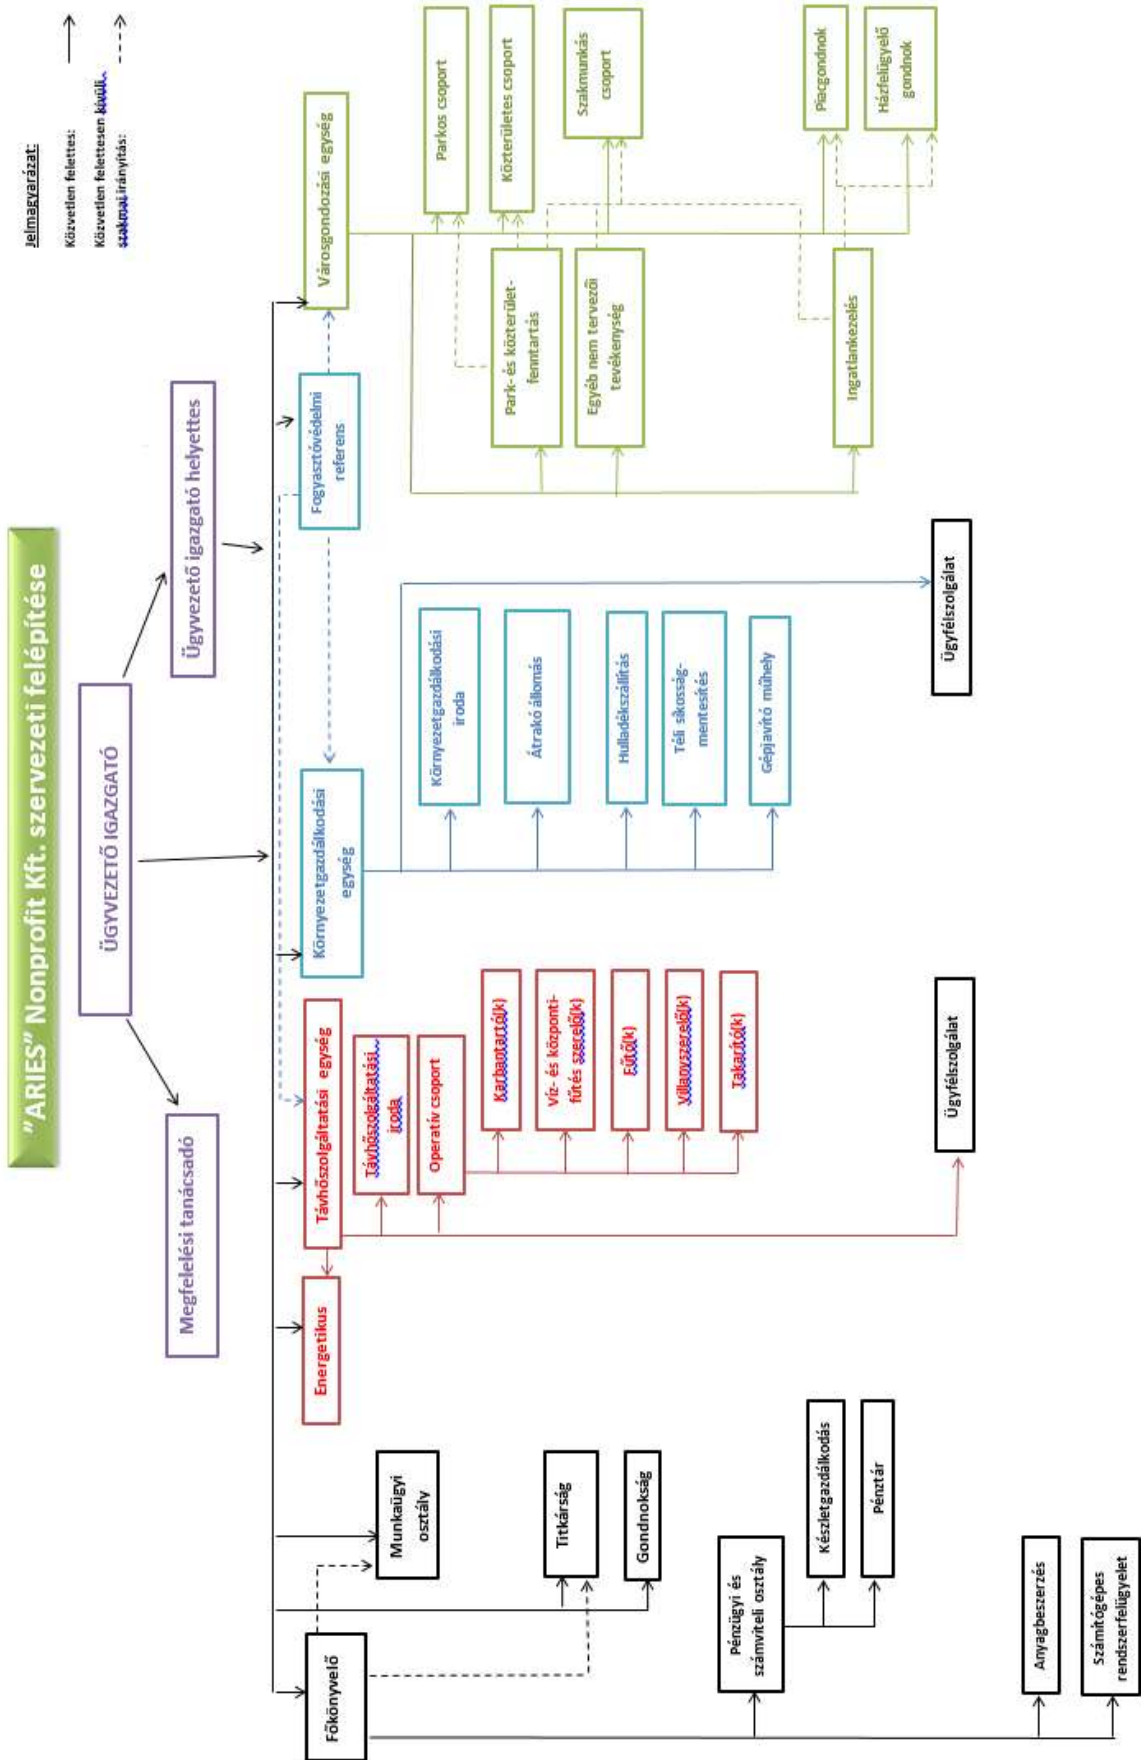 "ARIES" Nonprofit Kft. szervezeti felépítése
Jelmagyarázat:
Közvetlen felettes:
Közvetlen felettesen kívüli
szakmai irányítás:
ÜGYVEZETŐ IGAZGATÓ
Megfelelési tanácsadó
Ügyvezető igazgató helyettes
Főkönyvelő
Energetikus
Távhőszolgáltatási egység
Környezetgazdálkodási
egység
Fogyasztóvédelmi
referens
Városgondozási egység
Munkaügyi
osztály
Titkárság
Gondnokság
Pénzügyi és
számviteli osztály
Készletgazdálkodás
Pénztár
Anyagbeszerzés
Számítógépes
rendszerfelügyelet
Távhőszolgáltatási
iroda
Operatív csoport
Karbantartó(k)
Víz- és központi-
fűtés szerelő(k)
Fűtő(k)
Villanyszerelő(k)
Takarító(k)
Ügyfélszolgálat
Környezetgazdálkodási
iroda
Átrakó állomás
Hulladékszállítás
Téli síkosság-
mentesítés
Gépjavító műhely
Ügyfélszolgálat
Park- és közterület-
fenntartás
Egyéb nem tervezői
tevékenység
Ingatlankezelés
Parkos csoport
Közterületes csoport
Szakmunkás
csoport
Piacgondnok
Házfelügyelő
gondnok